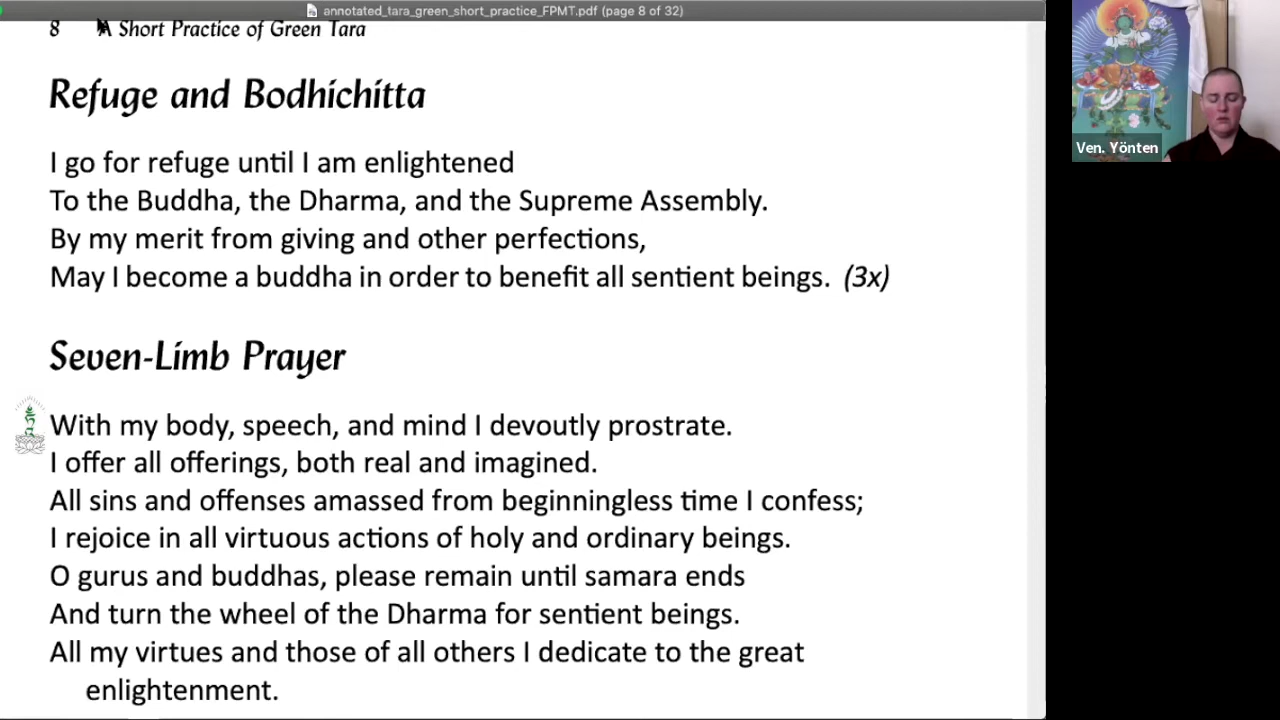 annotated_tara_green_short_practice_FPMT.pdf (page 8 of 32)
8 A Short Practice of Green Tara
Refuge and Bodhichitta
I go for refuge until I am enlightened
To the Buddha, the Dharma, and the Supreme Assembly.
By my merit from giving and other perfections,
May I become a buddha in order to benefit all sentient beings. (3x)
Seven-Limb Prayer
With my body, speech, and mind I devoutly prostrate.
I offer all offerings, both real and imagined.
All sins and offenses amassed from beginningless time I confess;
I rejoice in all virtuous actions of holy and ordinary beings.
O gurus and buddhas, please remain until samara ends
And turn the wheel of the Dharma for sentient beings.
All my virtues and those of all others I dedicate to the great
enlightenment.
Ven. Yönten